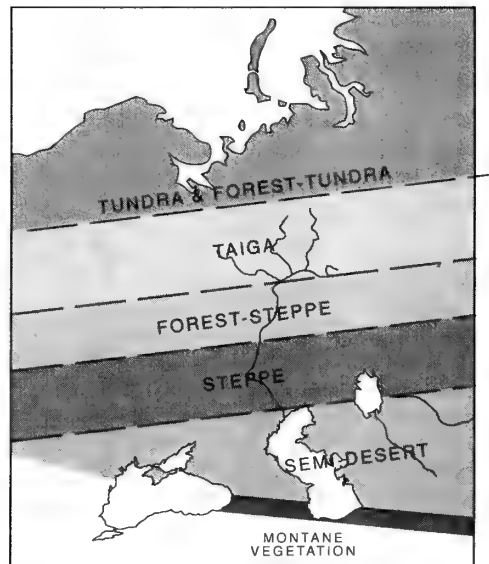 TUNDRA & FOREST-TUNDRA
TAIGA
FOREST-STEPPE
STEPPE
SEMI-DESERT
MONTANE
VEGETATION